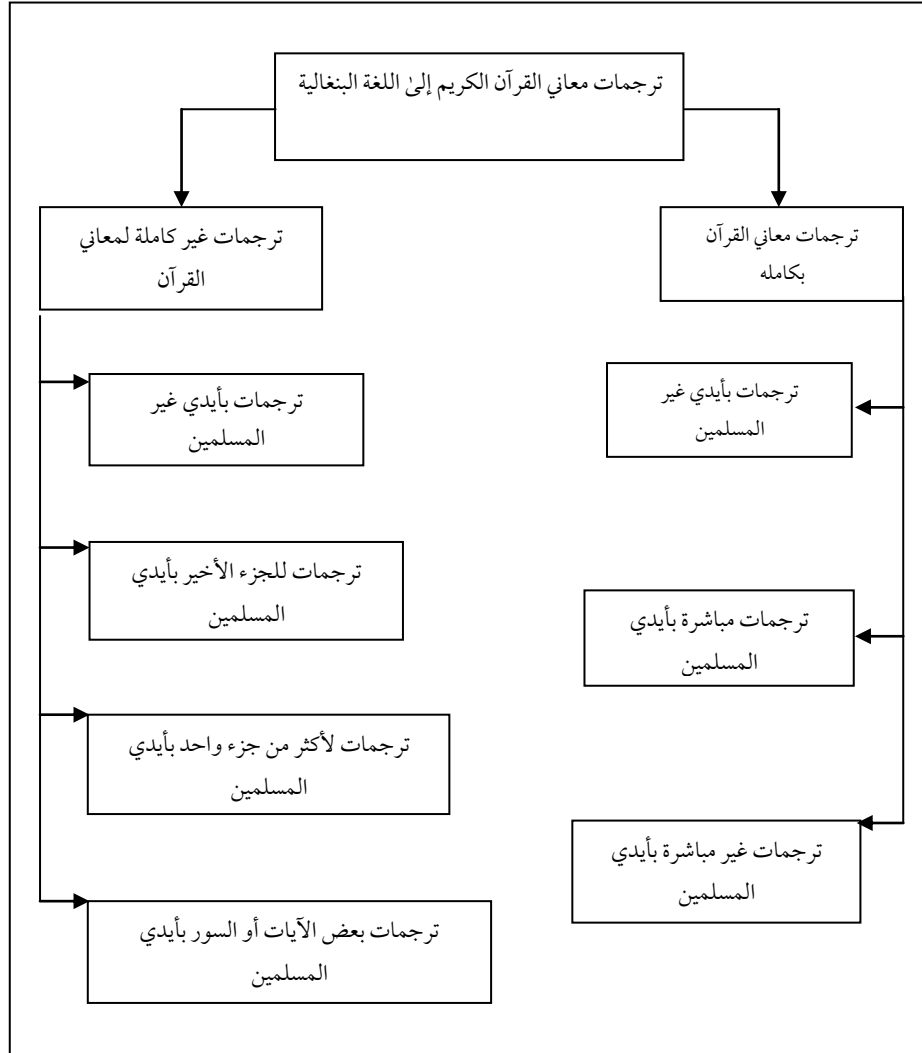 ترجمات معاني القرآن الكريم إلىٰ اللغة البنغالية
ترجمات معاني القرآن
بكامله
ترجمات بأيدي غير
المسلمين
ترجمات مباشرة بأيدي
المسلمين
ترجمات غير مباشرة بأيدي
المسلمين
ترجمات غير كاملة لمعاني
القرآن
ترجمات بأيدي غير
المسلمين
ترجمات للجزء الأخير بأيدي
المسلمين
ترجمات لأكثر من جزء واحد بأيدي
المسلمين
ترجمات بعض الآيات أو السور بأيدي
المسلمين